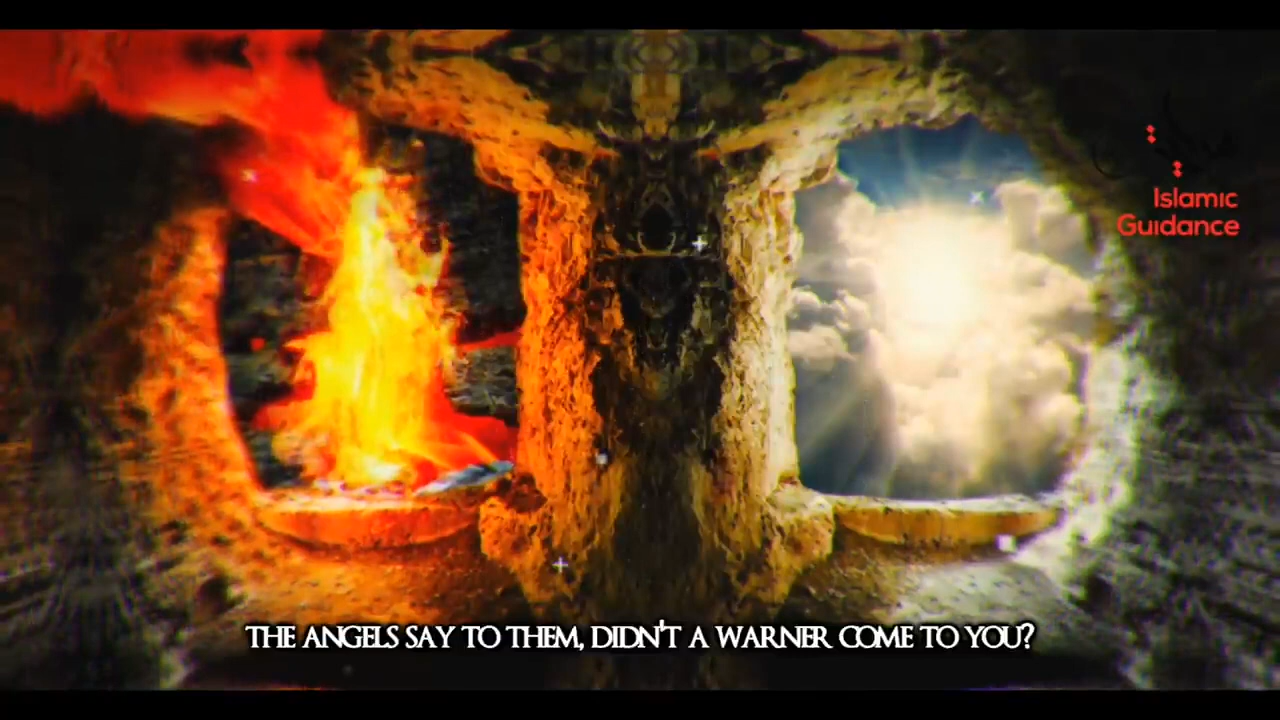 Islamic
Guidance
THE ANGELS SAY TO THEM, DIDN'T A WARNER COME TO YOU?